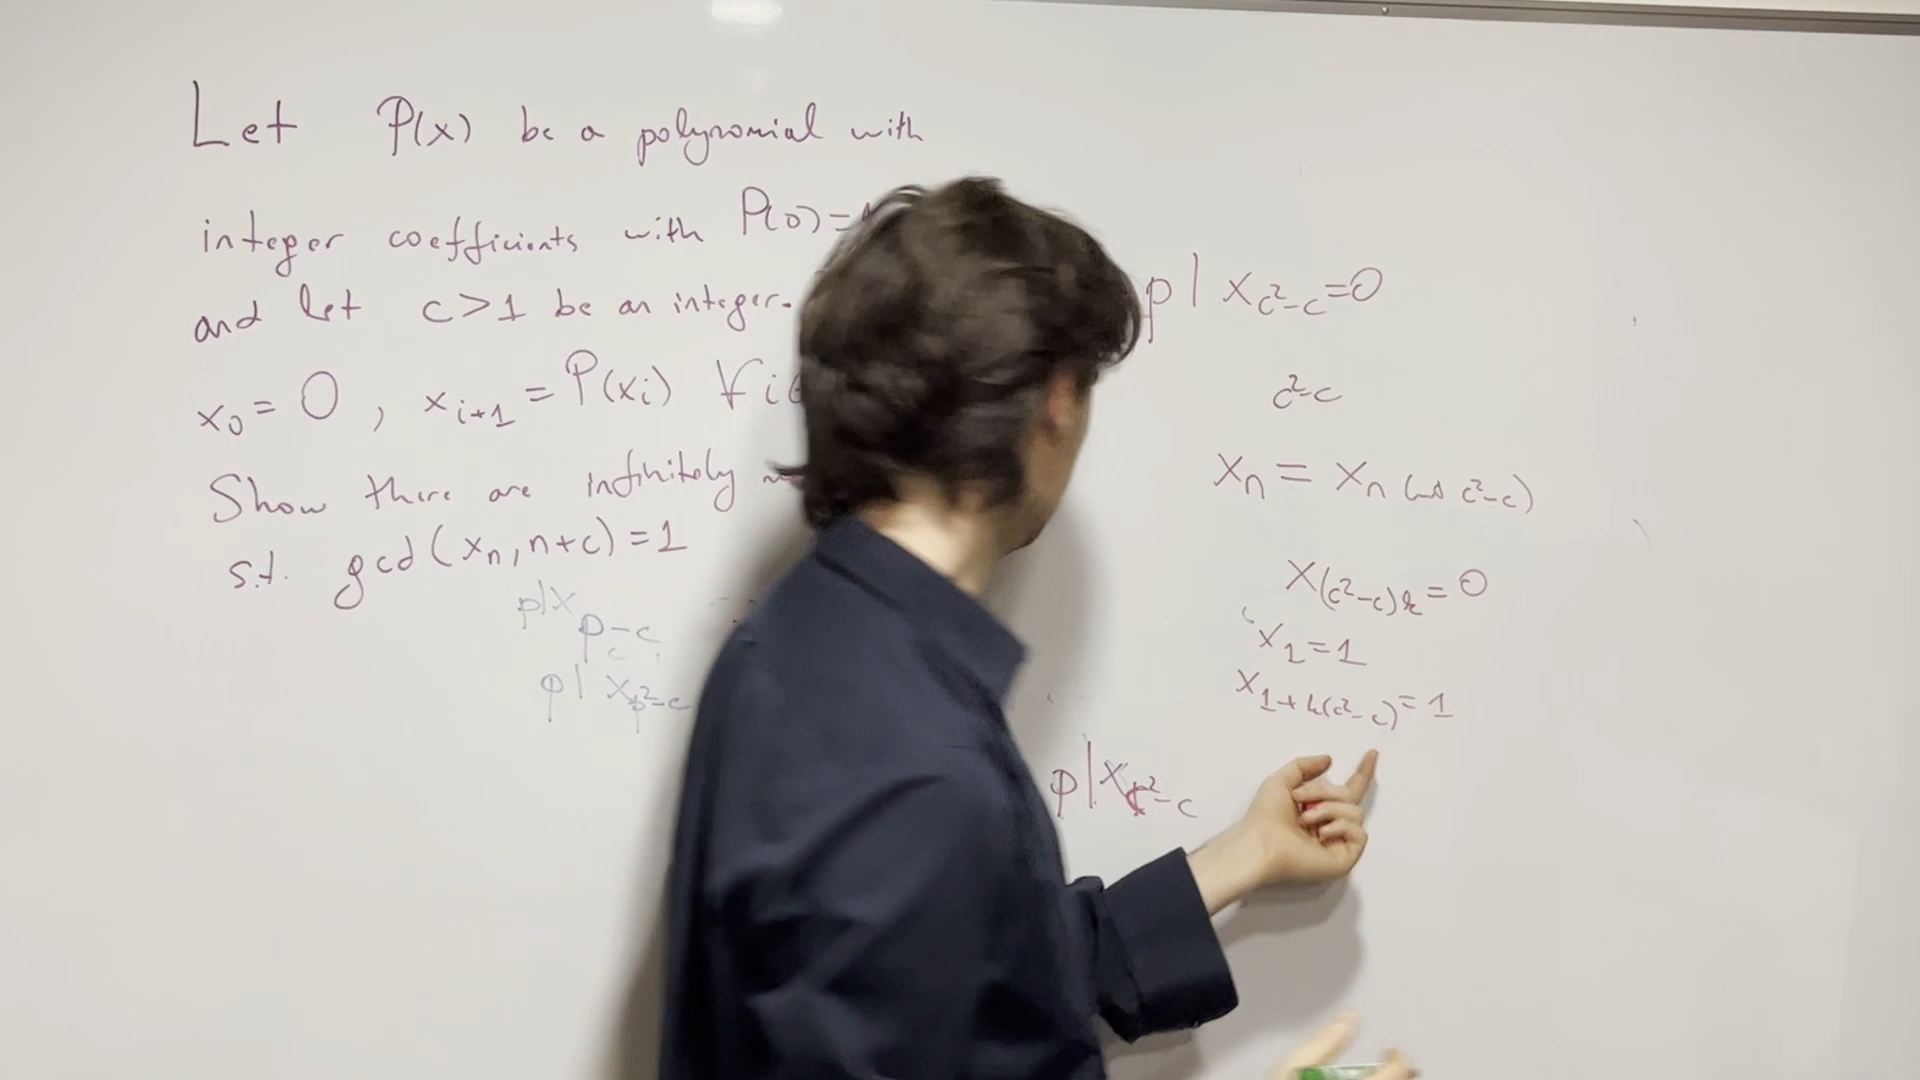 Let P(x) be a polynomial with
integer coefficients with P(0)=
and let c>1 be an integer.
x₀ = 0, xᵢ₊₁ = P(xᵢ) ∀i
Show there are infinitely
s.t. gcd(xₙ, n+c) = 1
p|x_{p-c}
p|x_{p²-c}
p|x_{c²-c}=0
c²-c
xₙ = x_{n (mod c²-c)}
x_{(c²-c)k}=0
x₁=1
x_{1+k(c²-c)}=1
p|x_{c²-c}